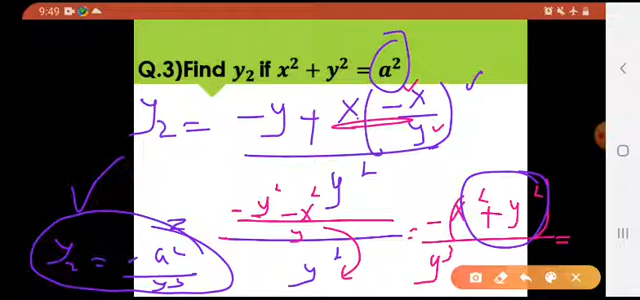 9:49
Q.3)Find y₂ if x² + y² = a²
y₂ = (-y + x(-x/y))/y²
= ((-y² - x²)/y)/y² = -(x² + y²)/y³ =
y₂ = -a²/y³